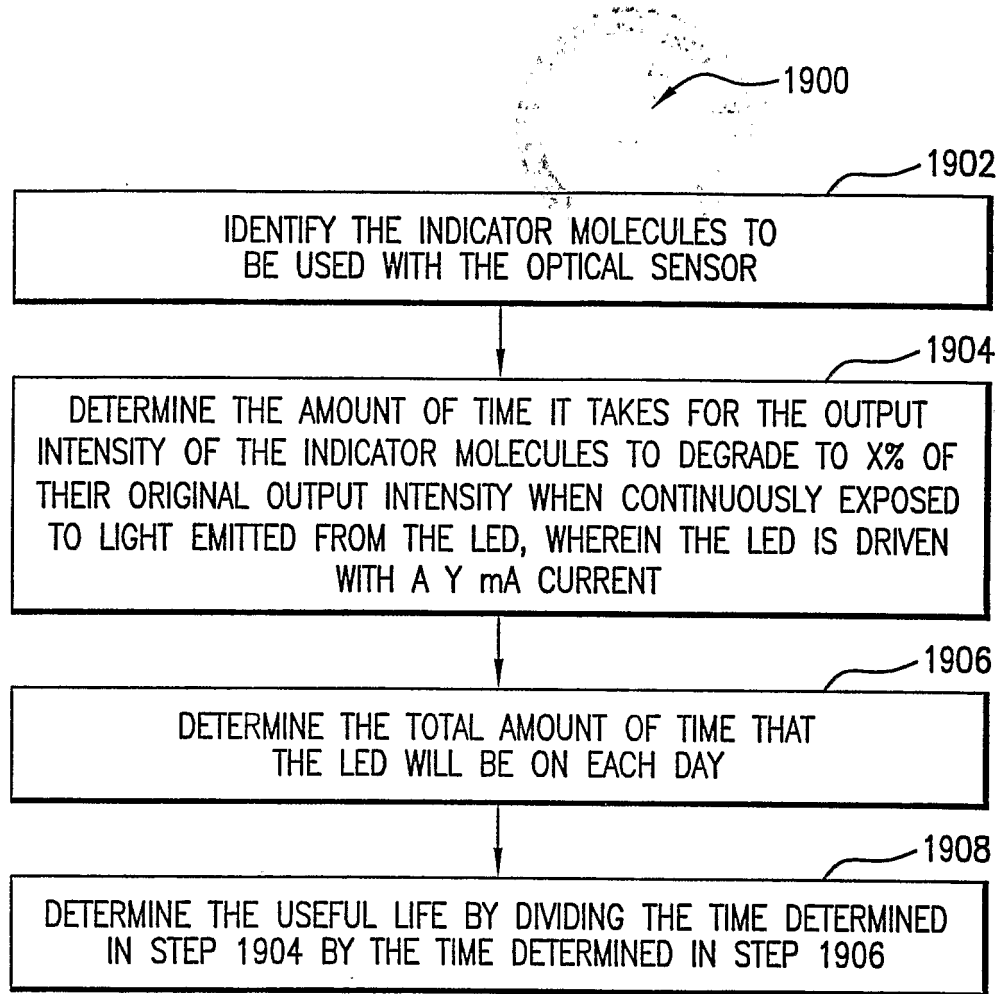 1900
1902
IDENTIFY THE INDICATOR MOLECULES TO
BE USED WITH THE OPTICAL SENSOR
1904
DETERMINE THE AMOUNT OF TIME IT TAKES FOR THE OUTPUT
INTENSITY OF THE INDICATOR MOLECULES TO DEGRADE TO X% OF
THEIR ORIGINAL OUTPUT INTENSITY WHEN CONTINUOUSLY EXPOSED
TO LIGHT EMITTED FROM THE LED, WHEREIN THE LED IS DRIVEN
WITH A Y mA CURRENT
1906
DETERMINE THE TOTAL AMOUNT OF TIME THAT
THE LED WILL BE ON EACH DAY
1908
DETERMINE THE USEFUL LIFE BY DIVIDING THE TIME DETERMINED
IN STEP 1904 BY THE TIME DETERMINED IN STEP 1906